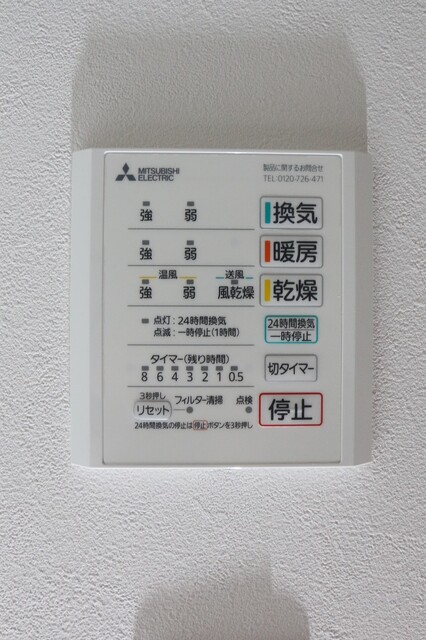 MITSUBISHI
ELECTRIC
製品に関するお問合せ
TEL:0120-726-471
強 弱 換気
強 弱 暖房
温風 送風
強 弱 風乾燥 乾燥
点灯:24時間換気
点滅:一時停止(1時間)
24時間換気
一時停止
タイマー(残り時間)
8 6 4 3 2 1 0.5
切タイマー
3秒押し
リセット フィルター清掃 点検
停止
24時間換気の停止は停止ボタンを3秒押し